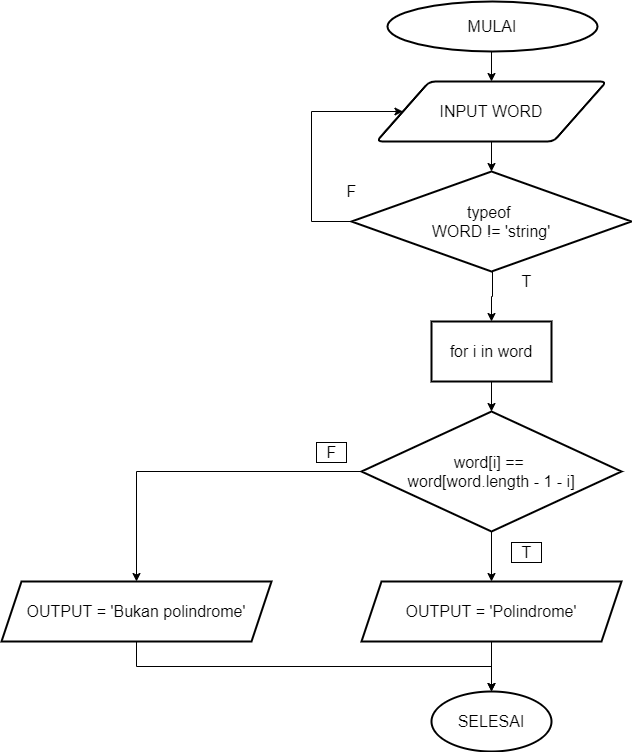 MULAI
INPUT WORD
F
typeof
WORD != 'string'
T
for i in word
F
word[i] ==
word[word.length - 1 - i]
T
OUTPUT = 'Bukan polindrome'
OUTPUT = 'Polindrome'
SELESAI